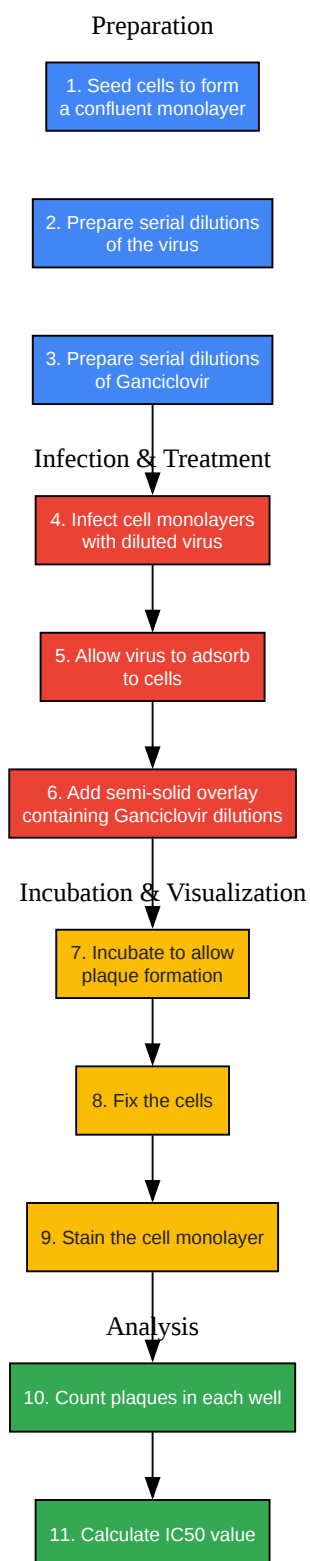 Preparation
1. Seed cells to form
a confluent monolayer
2. Prepare serial dilutions
of the virus
3. Prepare serial dilutions
of Ganciclovir
Infection & Treatment
4. Infect cell monolayers
with diluted virus
5. Allow virus to adsorb
to cells
6. Add semi-solid overlay
containing Ganciclovir dilutions
Incubation & Visualization
7. Incubate to allow
plaque formation
8. Fix the cells
9. Stain the cell monolayer
Analysis
10. Count plaques in each well
11. Calculate IC50 value